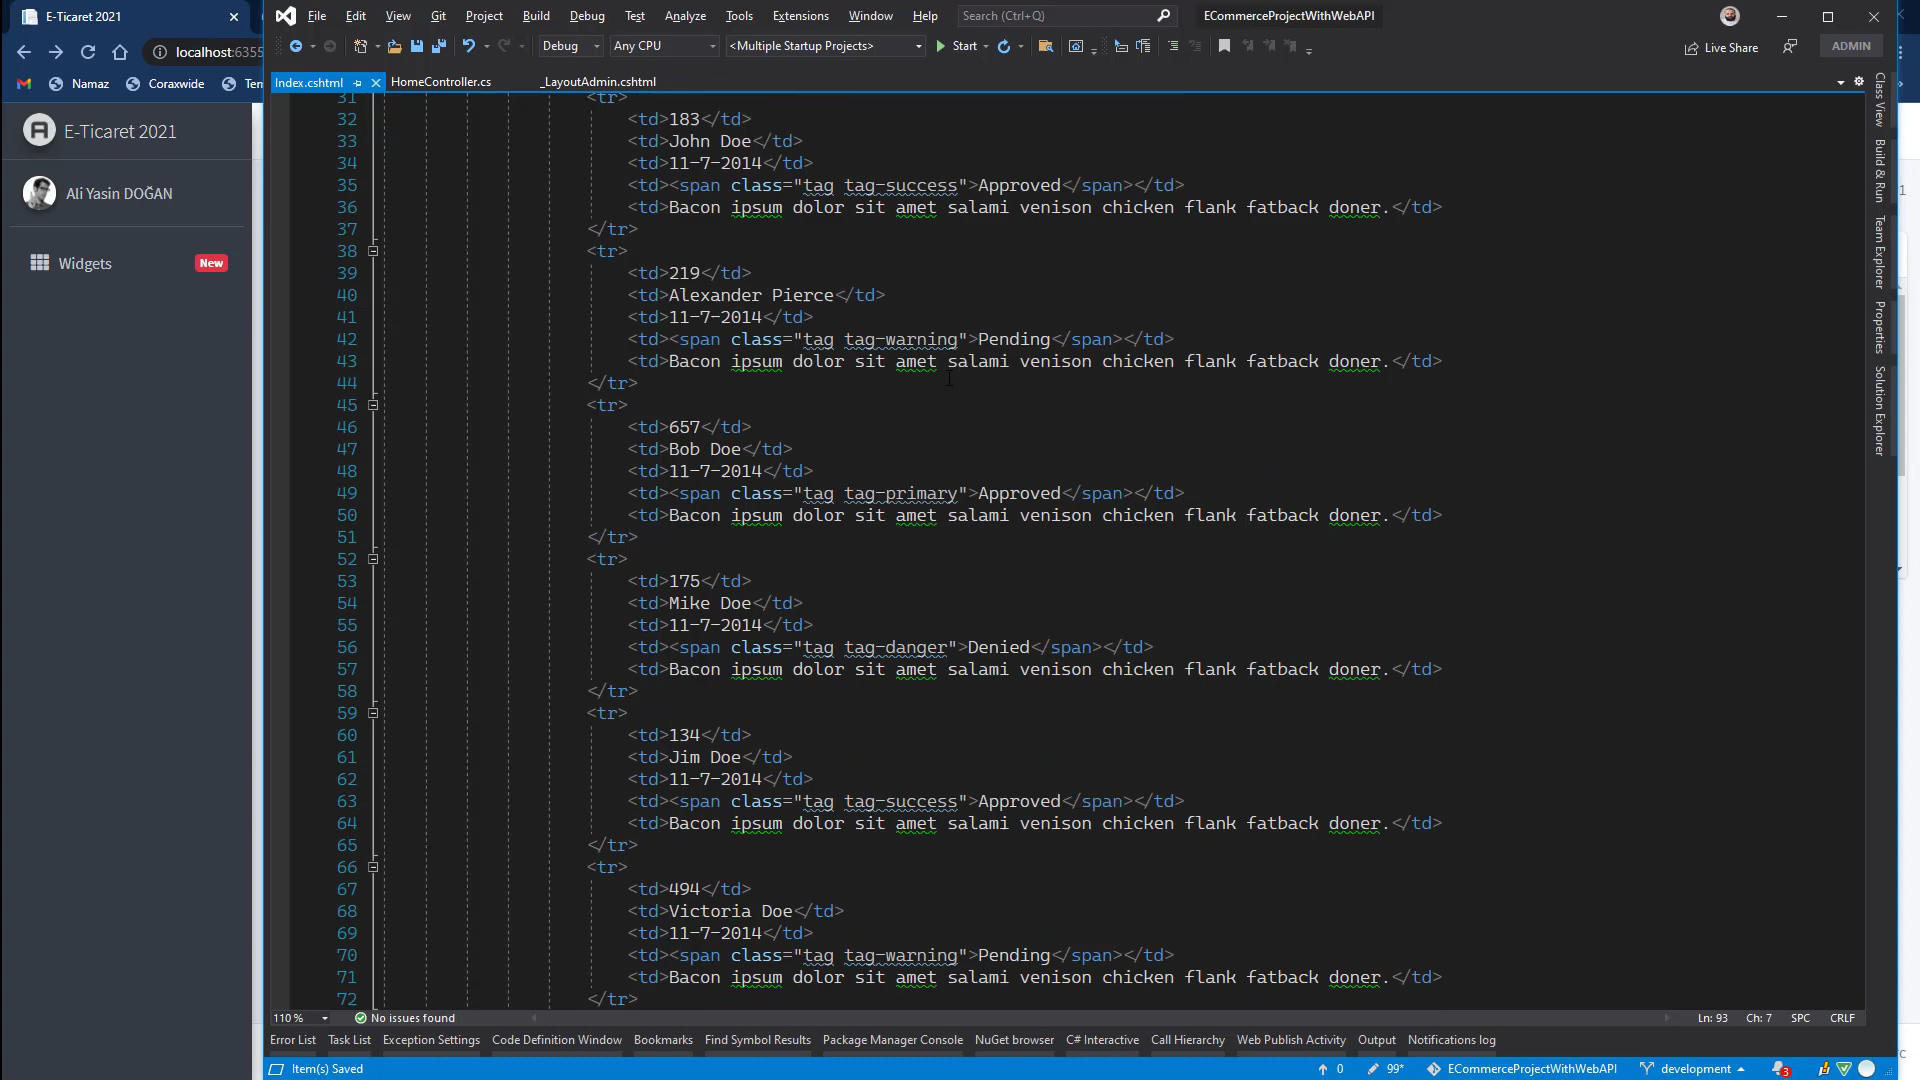 E-Ticaret 2021
localhost:6355
Namaz
Coraxwide
Ten
E-Ticaret 2021
Ali Yasin DOĞAN
Widgets
New
File Edit View Git Project Build Debug Test Analyze Tools Extensions Window Help
Search (Ctrl+Q)
ECommerceProjectWithWebAPI
Debug
Any CPU
<Multiple Startup Projects>
Start
Live Share
ADMIN
Index.cshtml
HomeController.cs
_LayoutAdmin.cshtml
31 <tr>
32 <td>183</td>
33 <td>John Doe</td>
34 <td>11-7-2014</td>
35 <td><span class="tag tag-success">Approved</span></td>
36 <td>Bacon ipsum dolor sit amet salami venison chicken flank fatback doner.</td>
37 </tr>
38 <tr>
39 <td>219</td>
40 <td>Alexander Pierce</td>
41 <td>11-7-2014</td>
42 <td><span class="tag tag-warning">Pending</span></td>
43 <td>Bacon ipsum dolor sit amet salami venison chicken flank fatback doner.</td>
44 </tr>
45 <tr>
46 <td>657</td>
47 <td>Bob Doe</td>
48 <td>11-7-2014</td>
49 <td><span class="tag tag-primary">Approved</span></td>
50 <td>Bacon ipsum dolor sit amet salami venison chicken flank fatback doner.</td>
51 </tr>
52 <tr>
53 <td>175</td>
54 <td>Mike Doe</td>
55 <td>11-7-2014</td>
56 <td><span class="tag tag-danger">Denied</span></td>
57 <td>Bacon ipsum dolor sit amet salami venison chicken flank fatback doner.</td>
58 </tr>
59 <tr>
60 <td>134</td>
61 <td>Jim Doe</td>
62 <td>11-7-2014</td>
63 <td><span class="tag tag-success">Approved</span></td>
64 <td>Bacon ipsum dolor sit amet salami venison chicken flank fatback doner.</td>
65 </tr>
66 <tr>
67 <td>494</td>
68 <td>Victoria Doe</td>
69 <td>11-7-2014</td>
70 <td><span class="tag tag-warning">Pending</span></td>
71 <td>Bacon ipsum dolor sit amet salami venison chicken flank fatback doner.</td>
72 </tr>
Class View
Build & Run
Team Explorer
Properties
Solution Explorer
110 %
No issues found
Ln: 93 Ch: 7 SPC CRLF
Error List Task List Exception Settings Code Definition Window Bookmarks Find Symbol Results Package Manager Console NuGet browser C# Interactive Call Hierarchy Web Publish Activity Output Notifications log
Item(s) Saved
0
99*
ECommerceProjectWithWebAPI
development
3